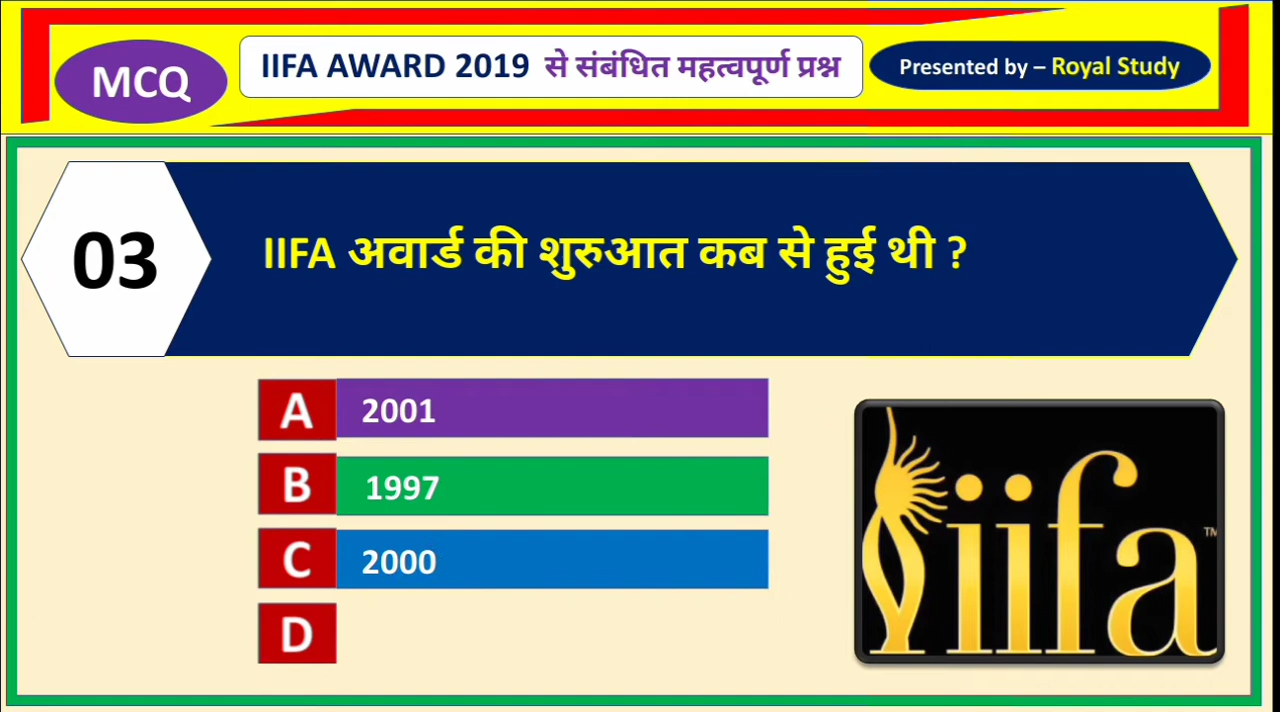 MCQ
IIFA AWARD 2019 से संबंधित महत्वपूर्ण प्रश्न
Presented by – Royal Study
03
IIFA अवार्ड की शुरुआत कब से हुई थी ?
A 2001
B 1997
C 2000
D
iifa TM